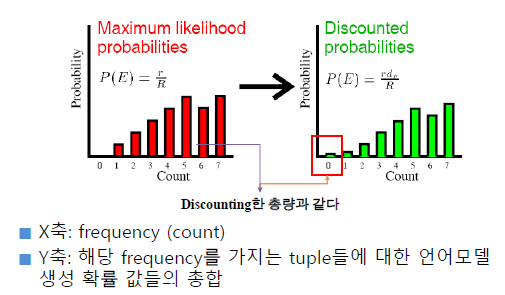 Maximum likelihood
probabilities
Probability
P(E) = r/R
0 1 2 3 4 5 6 7
Count
Discounted
probabilities
Probability
P(E) = rd_r/R
0 1 2 3 4 5 6 7
Count
Discounting한 총량과 같다
X축: frequency (count)
Y축: 해당 frequency를 가지는 tuple들에 대한 언어모델
생성 확률 값들의 총합